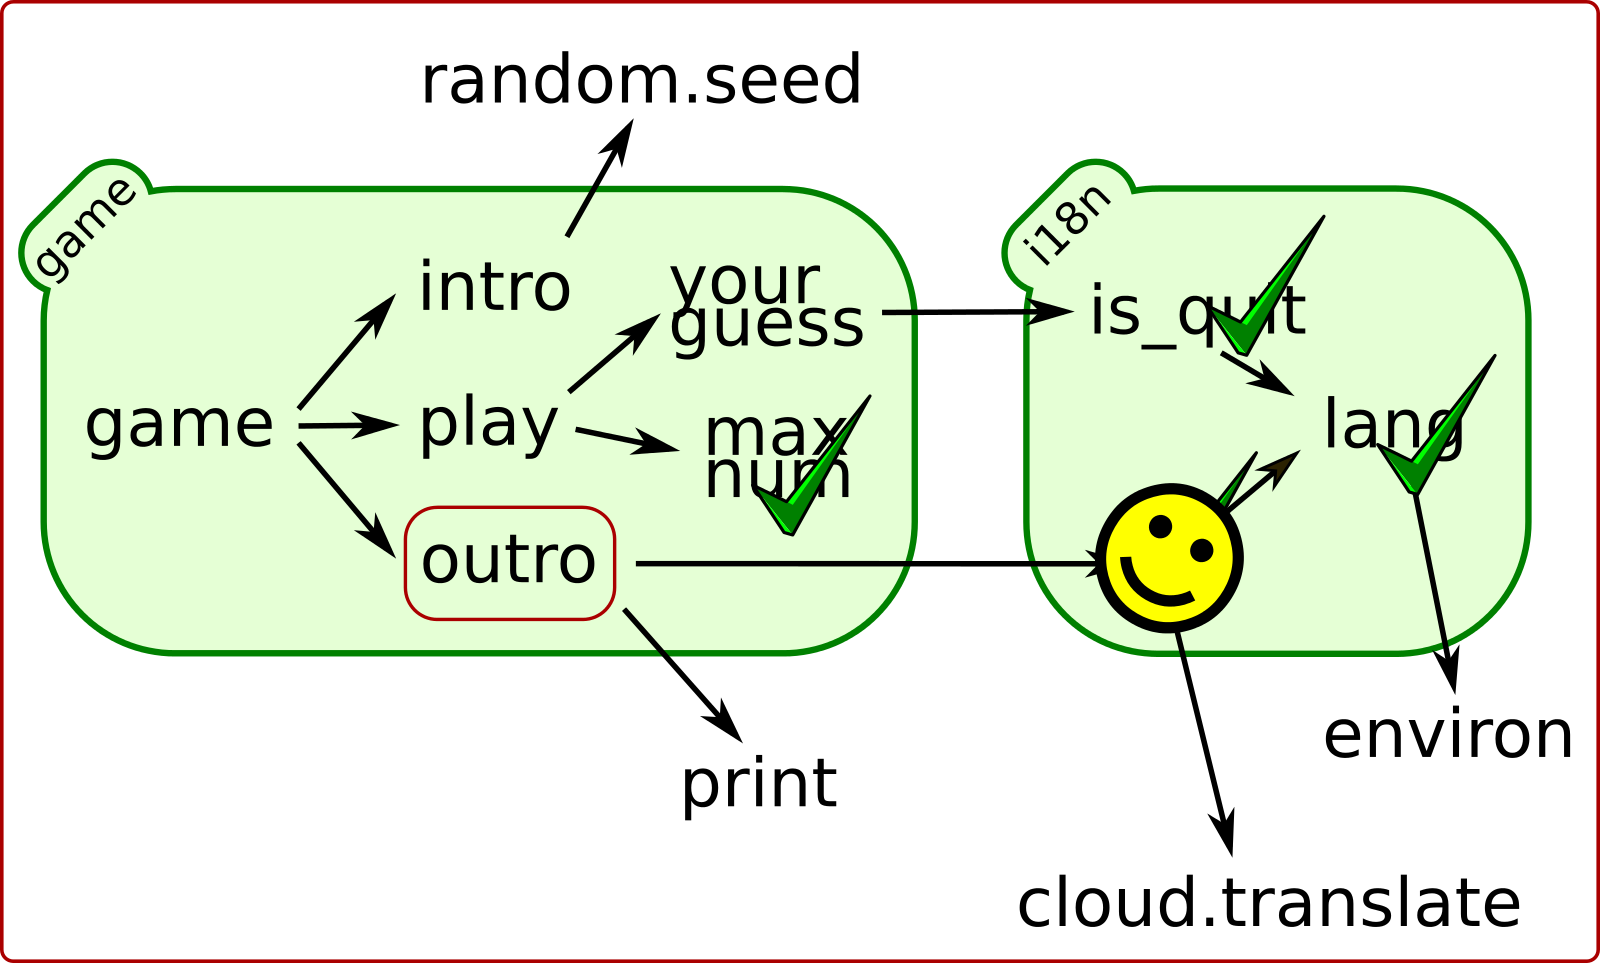 random.seed
game
i18n
intro
your
guess
is_quit
game
play
max
num
lang
outro
print
environ
cloud.translate